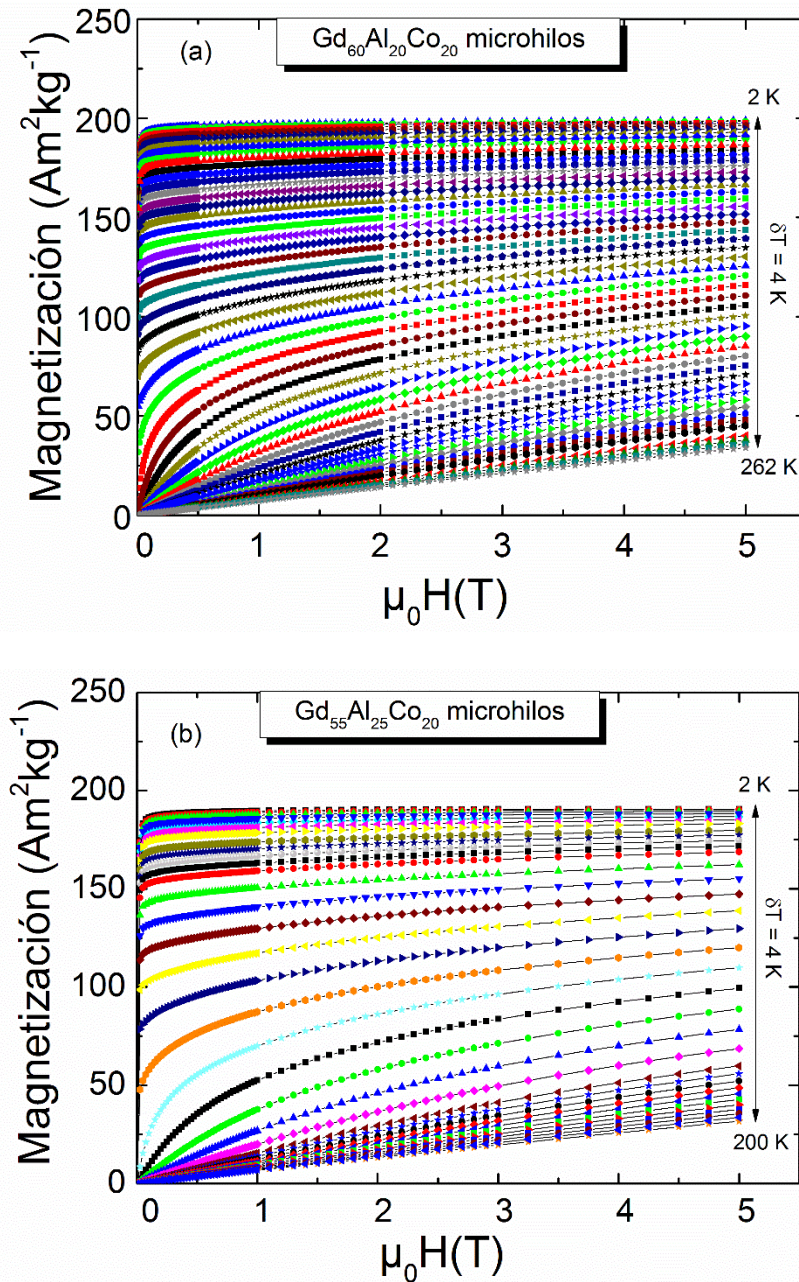 (a)
Gd₆₀Al₂₀Co₂₀ microhilos
250
200
150
100
50
0
Magnetización (Am²kg⁻¹)
2 K
δT = 4 K
262 K
0 1 2 3 4 5
μ₀H(T)
(b)
Gd₅₅Al₂₅Co₂₀ microhilos
250
200
150
100
50
0
Magnetización (Am²kg⁻¹)
2 K
δT = 4 K
200 K
0 1 2 3 4 5
μ₀H(T)